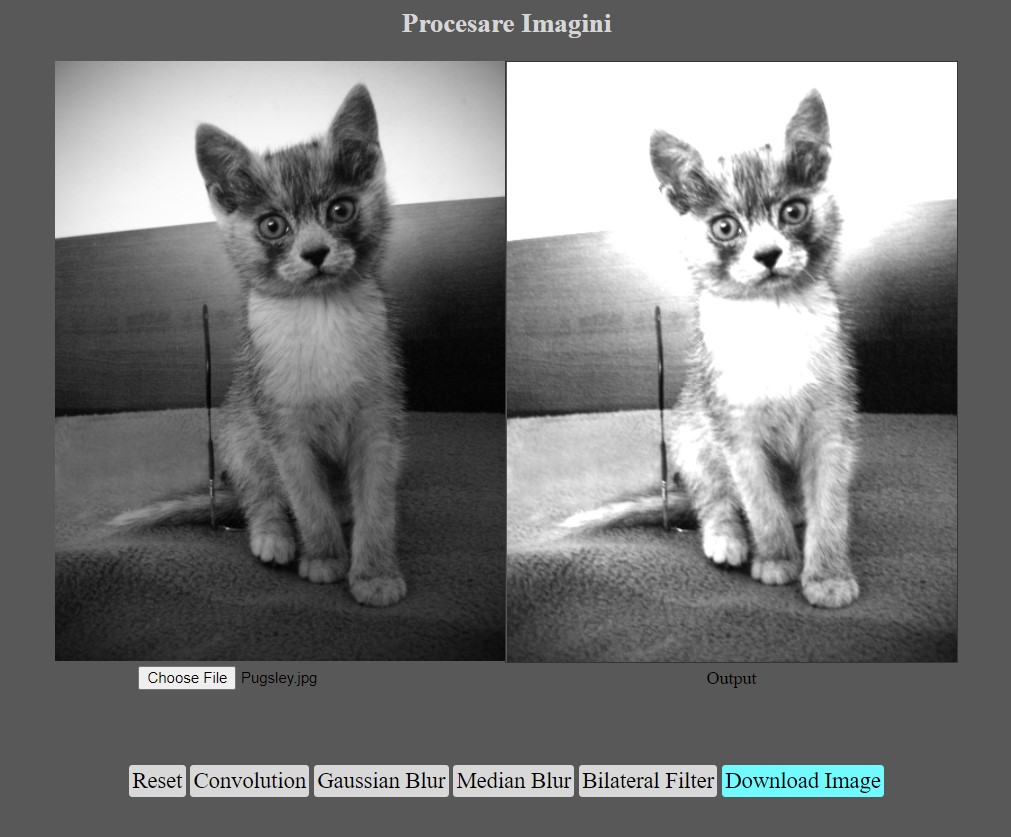 Procesare Imagini
Choose File Pugsley.jpg
Output
Reset Convolution Gaussian Blur Median Blur Bilateral Filter Download Image